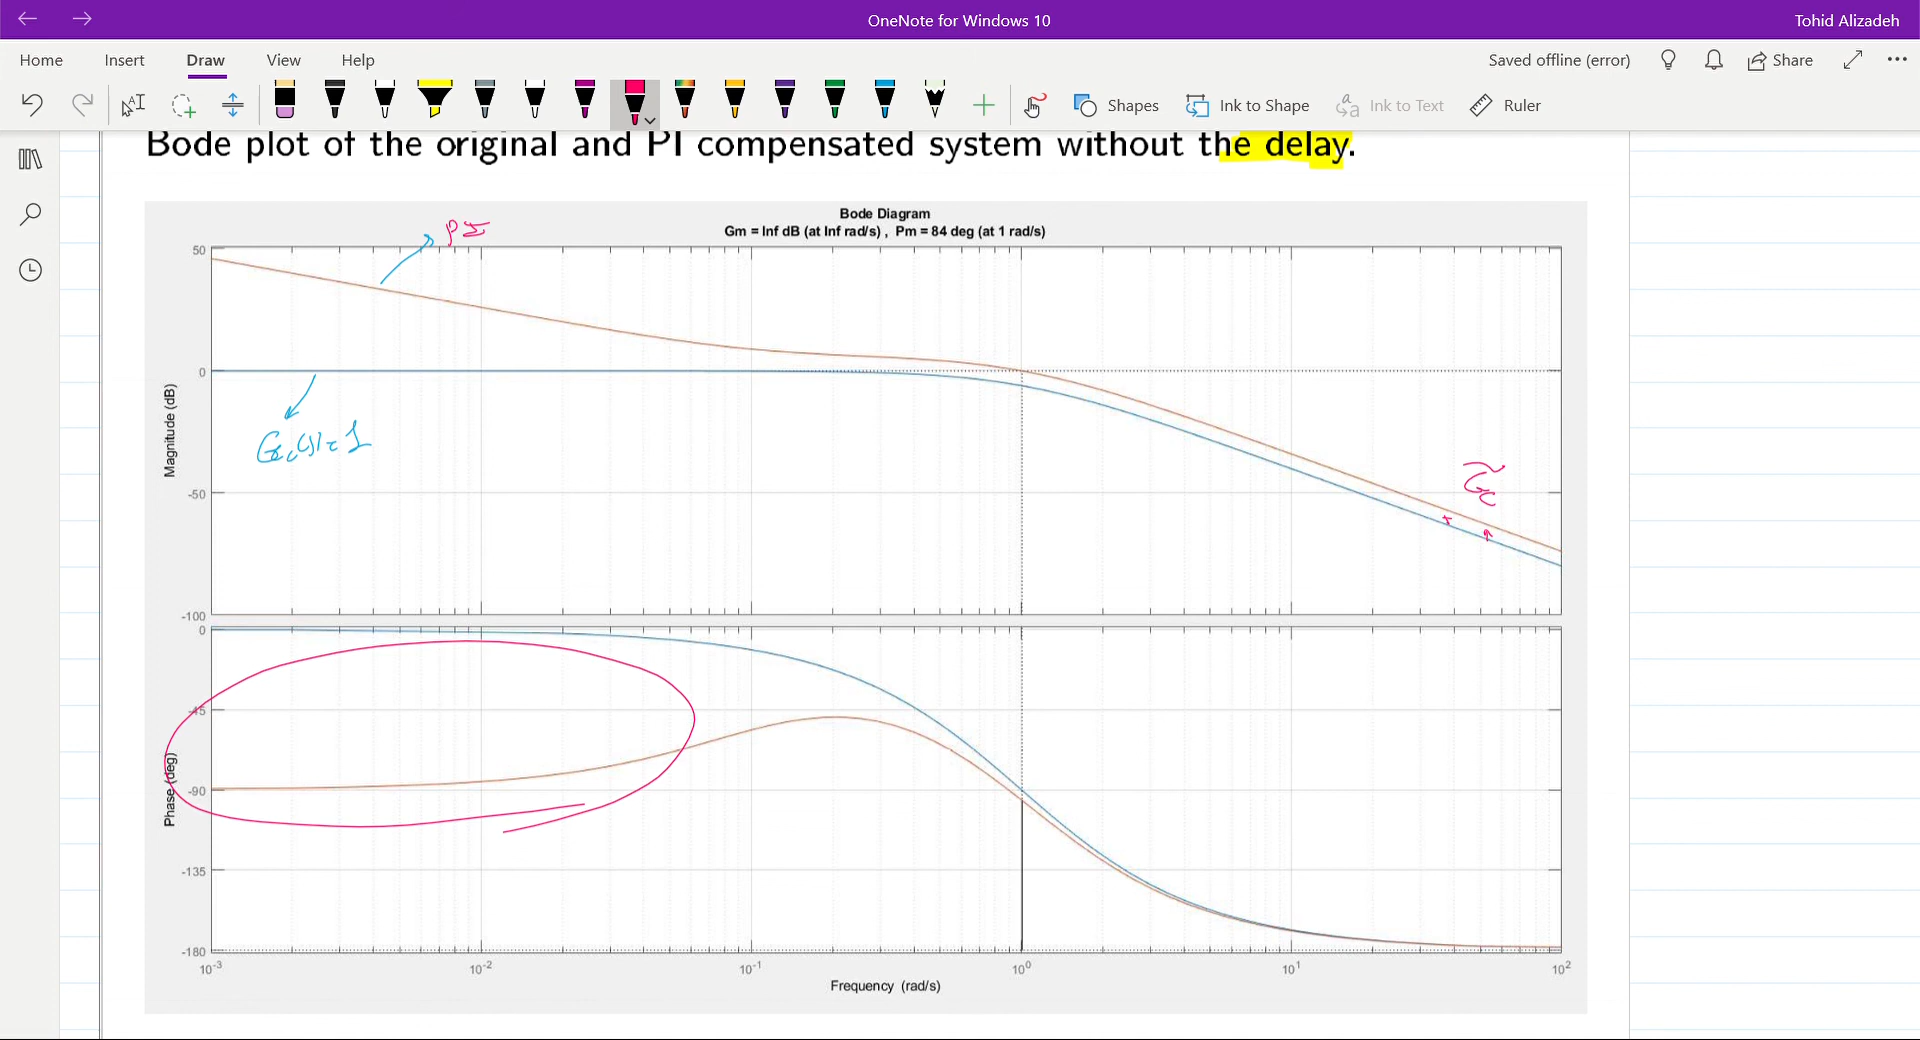 OneNote for Windows 10
Tohid Alizadeh
Home Insert Draw View Help
Saved offline (error) Share
Shapes Ink to Shape Ink to Text Ruler
Bode plot of the original and PI compensated system without the delay.
Bode Diagram
Gm = Inf dB (at Inf rad/s) , Pm = 84 deg (at 1 rad/s)
PI
50
0
-50
-100
Magnitude (dB)
Gc(s) = 1
G̃c
0
-45
-90
-135
-180
Phase (deg)
10-3 10-2 10-1 100 101 102
Frequency (rad/s)